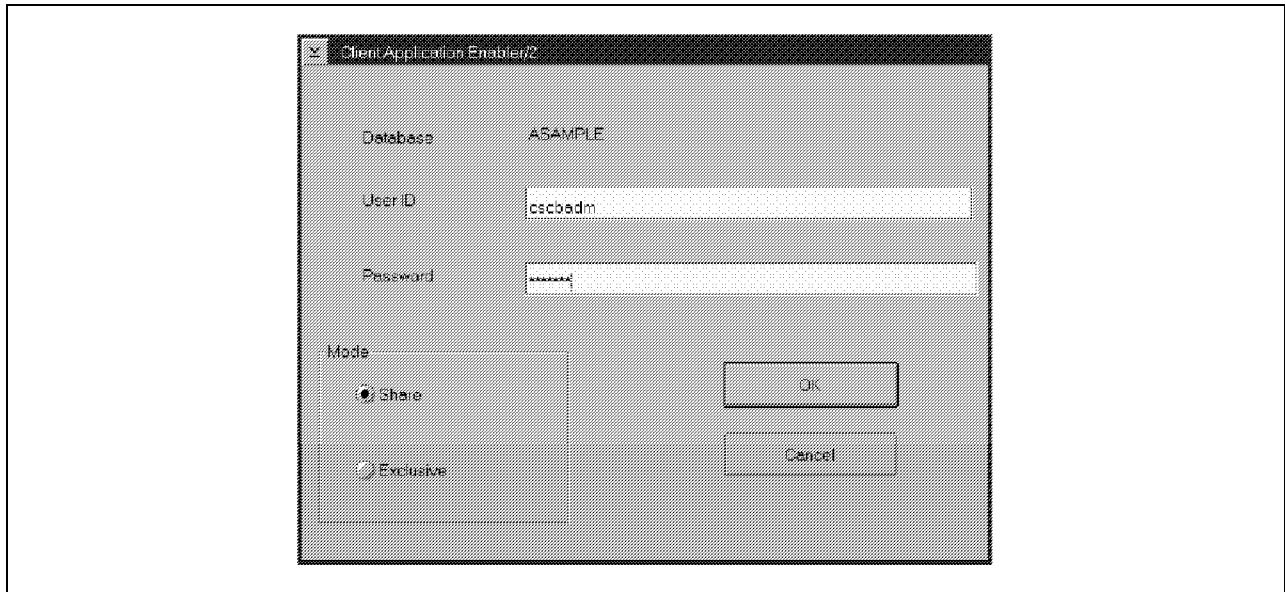 Client Application Enabler/2
Database ASAMPLE
User ID cscbadm
Password *******
Mode
Share
Exclusive
OK
Cancel